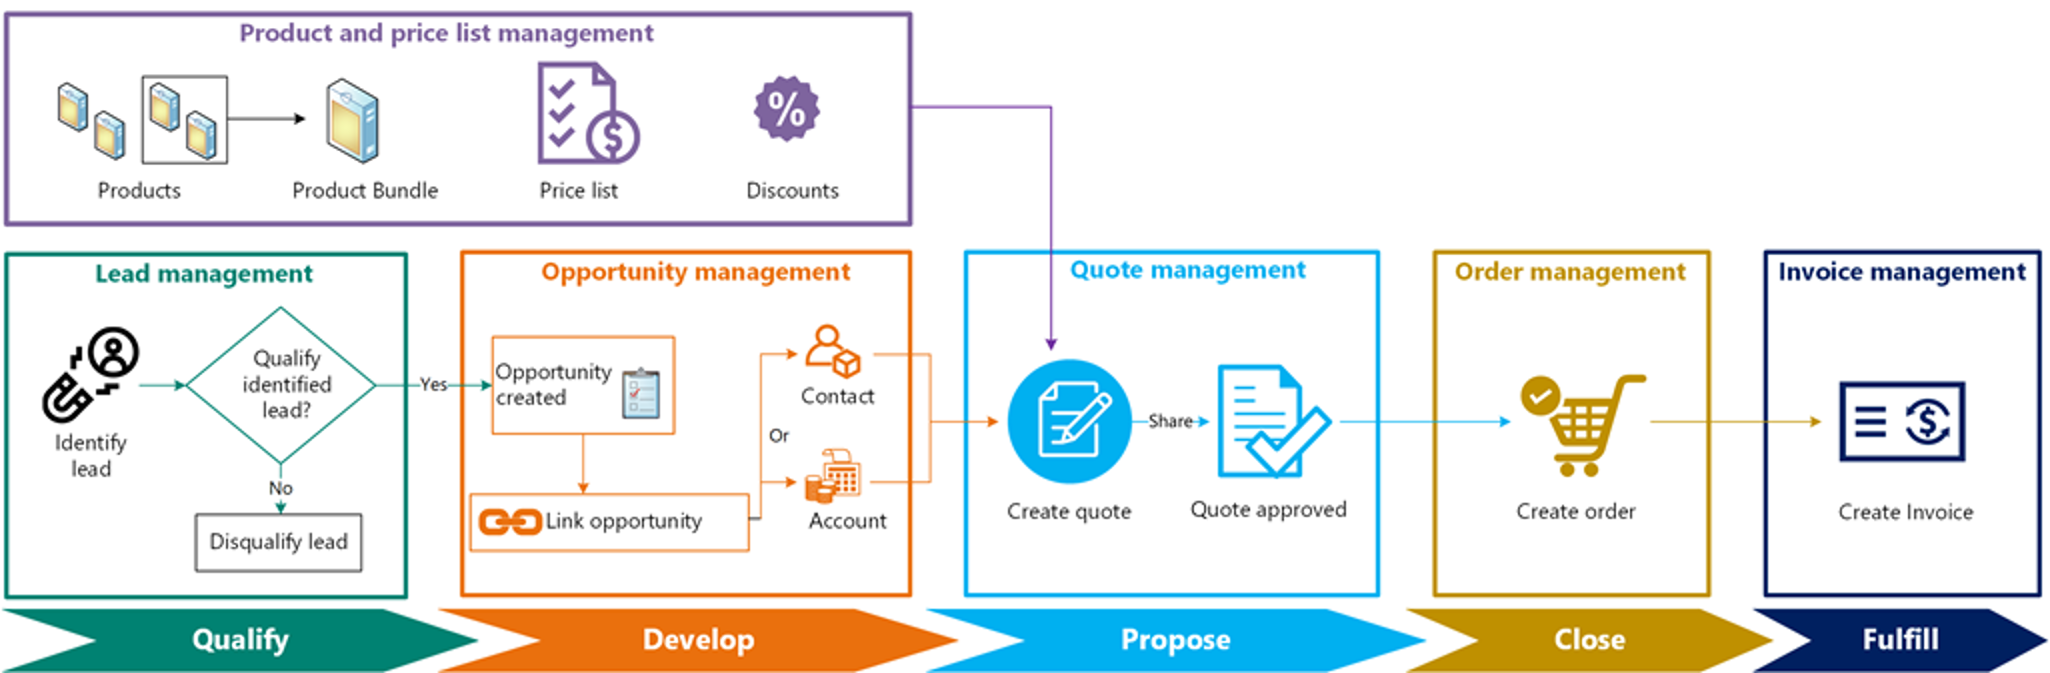 Product and price list management
%
$
Products
Product Bundle
Price list
Discounts
Lead management
Identify
lead
Qualify
identified
lead?
Yes
No
Disqualify lead
Opportunity management
Opportunity
created
Link opportunity
Contact
Or
Account
Quote management
Create quote
Share
Quote approved
Order management
Create order
Invoice management
$
Create Invoice
Qualify
Develop
Propose
Close
Fulfill